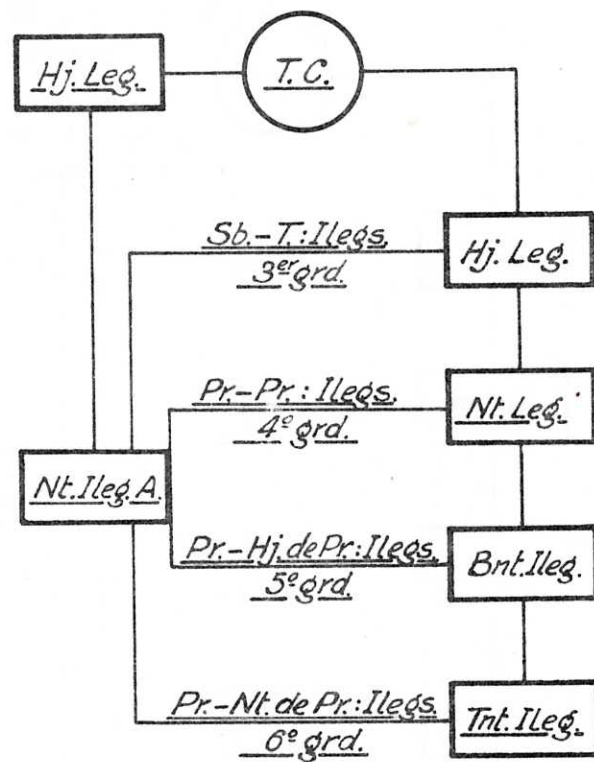 Hj. Leg.
T. C.
Sb.-T.: Ilegs.
3er grd.
Hj. Leg.
Pr.-Pr.: Ilegs.
4º grd.
Nt. Leg.
Nt. Ileg. A.
Pr.-Hj. de Pr.: Ilegs.
5º grd.
Bnt. Ileg.
Pr.-Nt. de Pr.: Ilegs.
6º grd.
Tnt. Ileg.